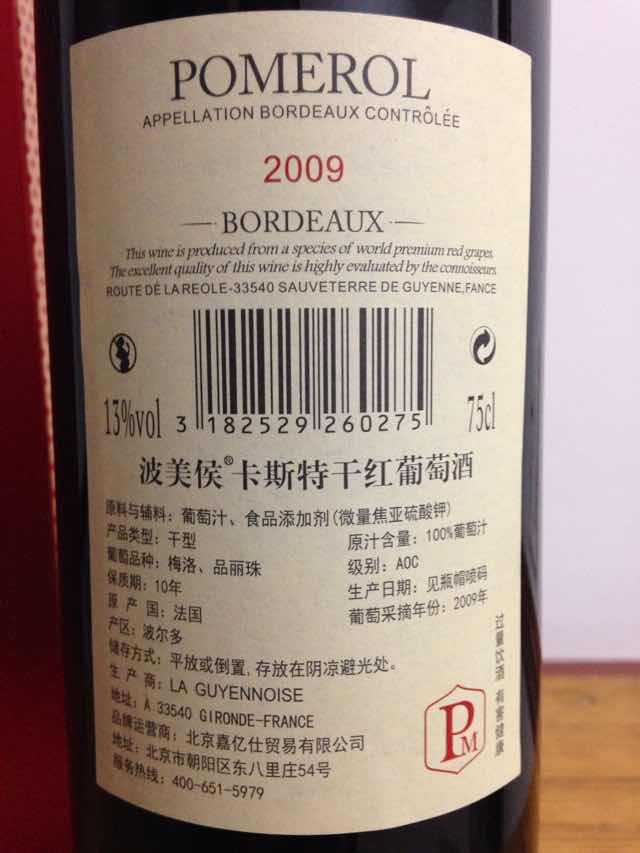 POMEROL
APPELLATION BORDEAUX CONTRÔLÉE
2009
BORDEAUX
This wine is produced from a species of world premium red grapes.
The excellent quality of this wine is highly evaluated by the connoisseurs.
ROUTE DÉ LA REOLE-33540 SAUVETERRE DE GUYENNE,FANCE
13%vol
3 182529 260275
75cl
波美侯®卡斯特干红葡萄酒
原料与辅料：葡萄汁、食品添加剂(微量焦亚硫酸钾)
产品类型：干型 原汁含量：100%葡萄汁
葡萄品种：梅洛、品丽珠 级别：AOC
保质期：10年 生产日期：见瓶帽喷码
原 产 国：法国 葡萄采摘年份：2009年
产区：波尔多
储存方式：平放或倒置,存放在阴凉避光处。
生 产 商：LA GUYENNOISE
地址：A 33540 GIRONDE-FRANCE
品牌运营商：北京嘉亿仕贸易有限公司
地址：北京市朝阳区东八里庄54号
服务热线：400-651-5979
过量饮酒 有害健康
PM